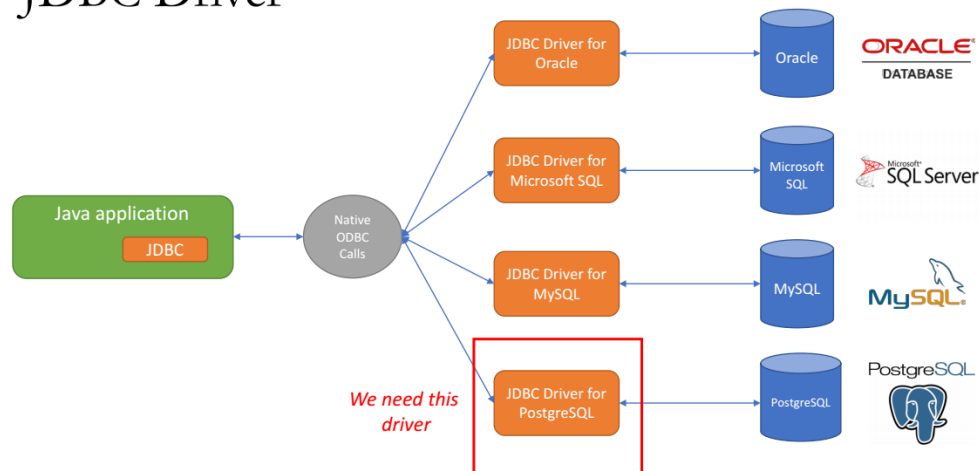 JDBC Driver
JDBC Driver for
Oracle
Oracle
ORACLE®
DATABASE
JDBC Driver for
Microsoft SQL
Microsoft
SQL
Microsoft®
SQL Server
Java application
JDBC
Native
ODBC
Calls
JDBC Driver for
MySQL
MySQL
MySQL®
We need this
driver
JDBC Driver for
PostgreSQL
PostgreSQL
PostgreSQL